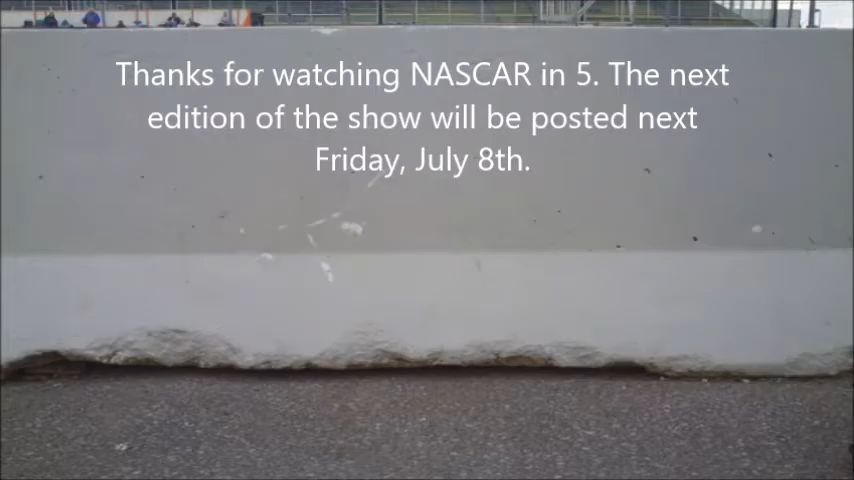 Thanks for watching NASCAR in 5. The next
edition of the show will be posted next
Friday, July 8th.